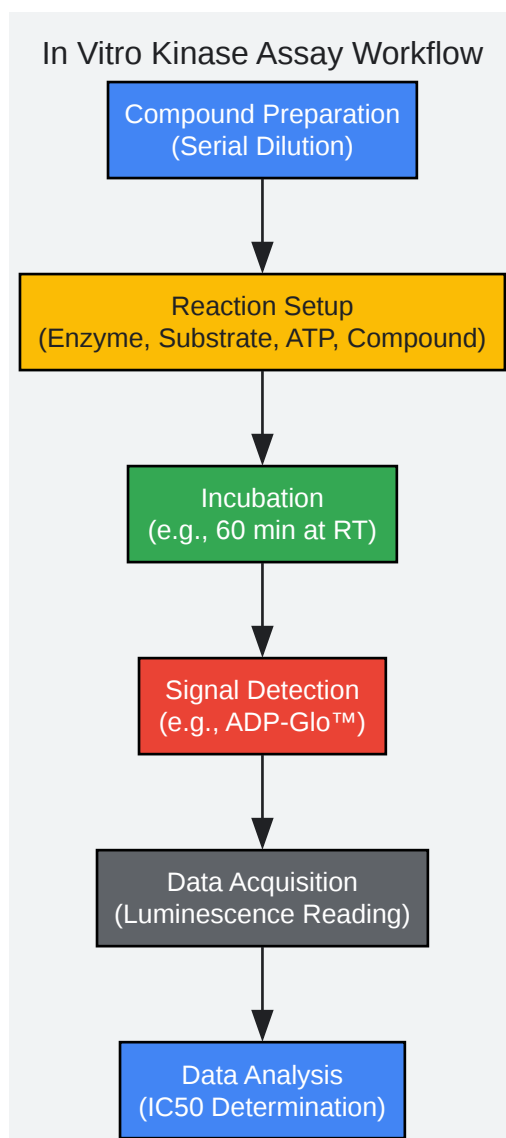 In Vitro Kinase Assay Workflow
Compound Preparation
(Serial Dilution)
Reaction Setup
(Enzyme, Substrate, ATP, Compound)
Incubation
(e.g., 60 min at RT)
Signal Detection
(e.g., ADP-Glo™)
Data Acquisition
(Luminescence Reading)
Data Analysis
(IC50 Determination)